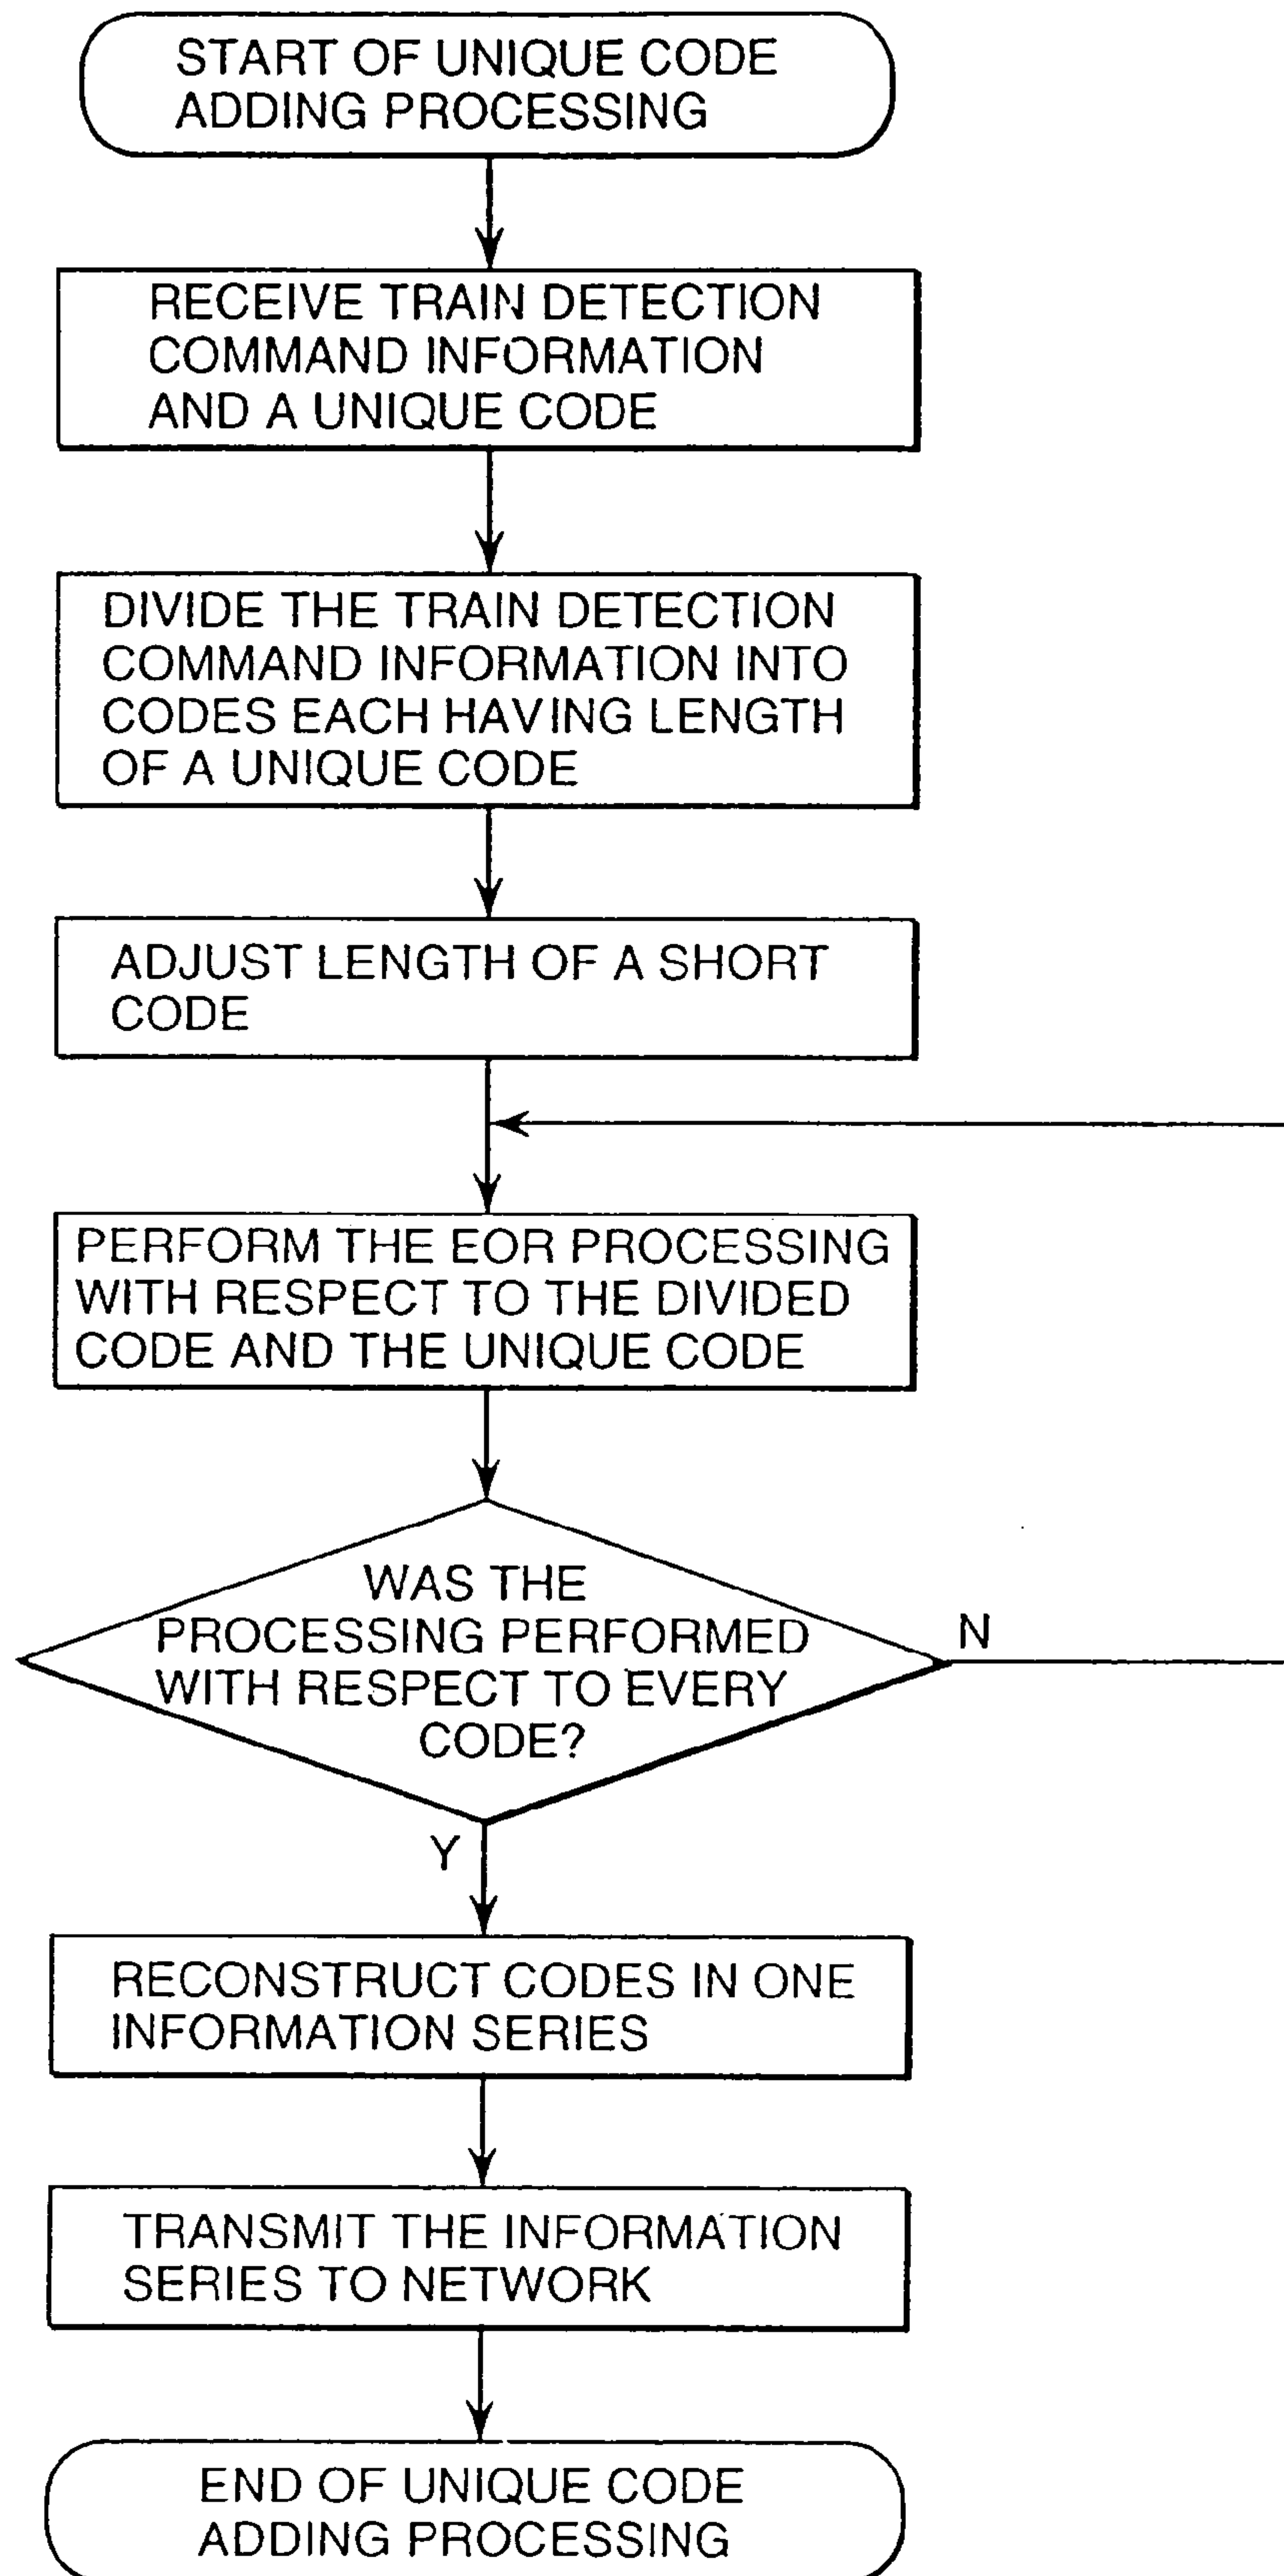 START OF UNIQUE CODE
ADDING PROCESSING
RECEIVE TRAIN DETECTION
COMMAND INFORMATION
AND A UNIQUE CODE
DIVIDE THE TRAIN DETECTION
COMMAND INFORMATION INTO
CODES EACH HAVING LENGTH
OF A UNIQUE CODE
ADJUST LENGTH OF A SHORT
CODE
PERFORM THE EOR PROCESSING
WITH RESPECT TO THE DIVIDED
CODE AND THE UNIQUE CODE
WAS THE
PROCESSING PERFORMED
WITH RESPECT TO EVERY
CODE?
N
Y
RECONSTRUCT CODES IN ONE
INFORMATION SERIES
TRANSMIT THE INFORMATION
SERIES TO NETWORK
END OF UNIQUE CODE
ADDING PROCESSING